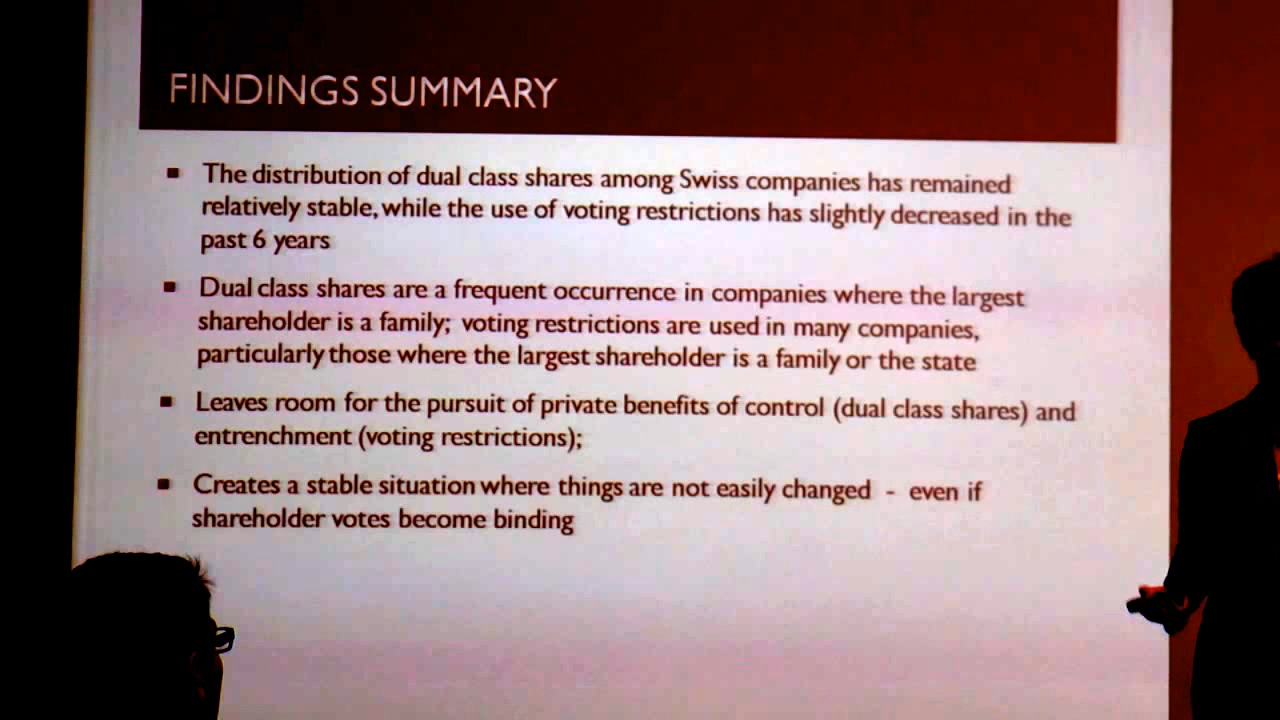 FINDINGS SUMMARY
▪ The distribution of dual class shares among Swiss companies has remained
relatively stable, while the use of voting restrictions has slightly decreased in the
past 6 years
▪ Dual class shares are a frequent occurrence in companies where the largest
shareholder is a family; voting restrictions are used in many companies,
particularly those where the largest shareholder is a family or the state
▪ Leaves room for the pursuit of private benefits of control (dual class shares) and
entrenchment (voting restrictions);
▪ Creates a stable situation where things are not easily changed - even if
shareholder votes become binding